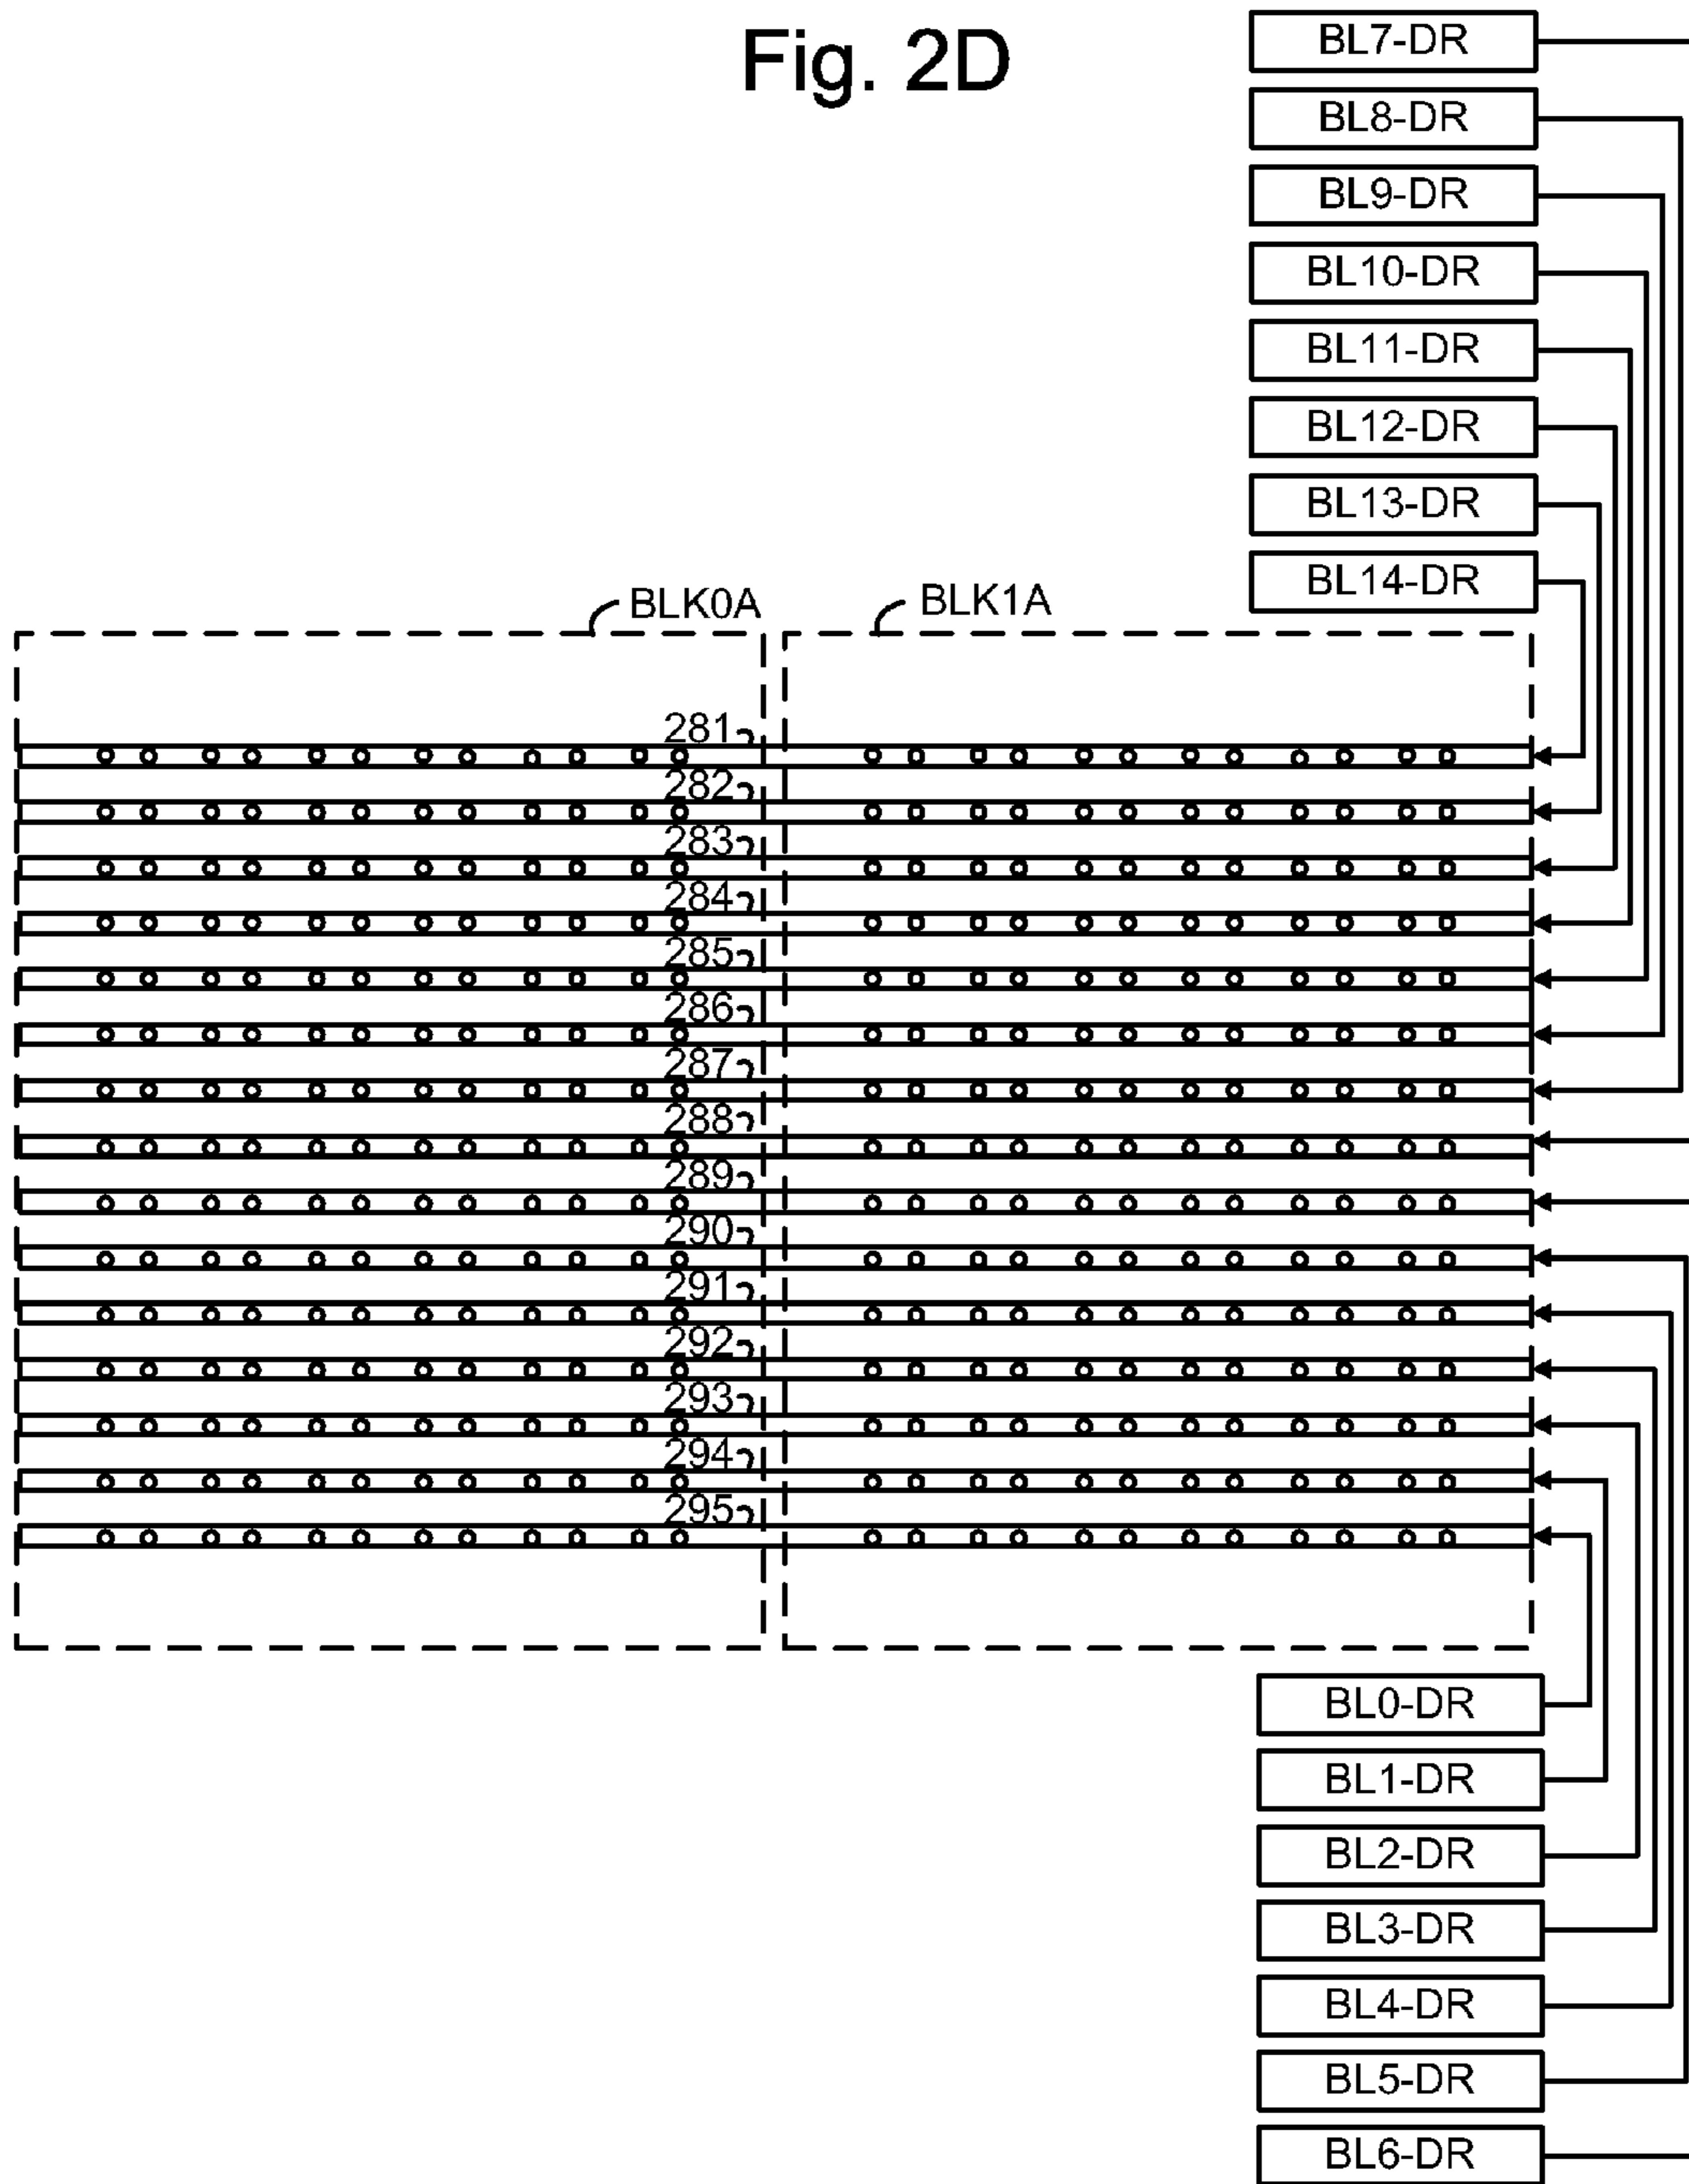 Fig. 2D
BL7-DR
BL8-DR
BL9-DR
BL10-DR
BL11-DR
BL12-DR
BL13-DR
BL14-DR
BLK0A
BLK1A
281
282
283
284
285
286
287
288
289
290
291
292
293
294
295
BL0-DR
BL1-DR
BL2-DR
BL3-DR
BL4-DR
BL5-DR
BL6-DR